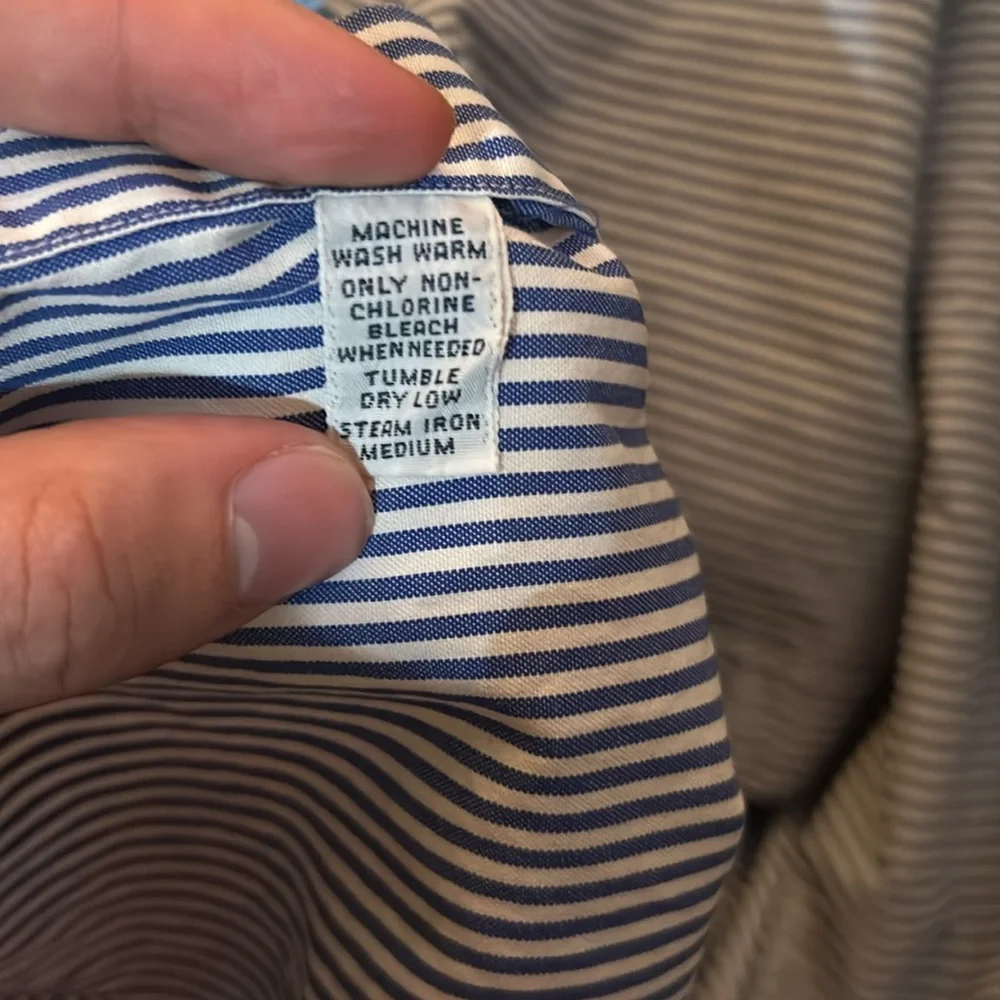 MACHINE
WASH WARM
ONLY NON-
CHLORINE
BLEACH
WHEN NEEDED
TUMBLE
DRY LOW
STEAM IRON
MEDIUM